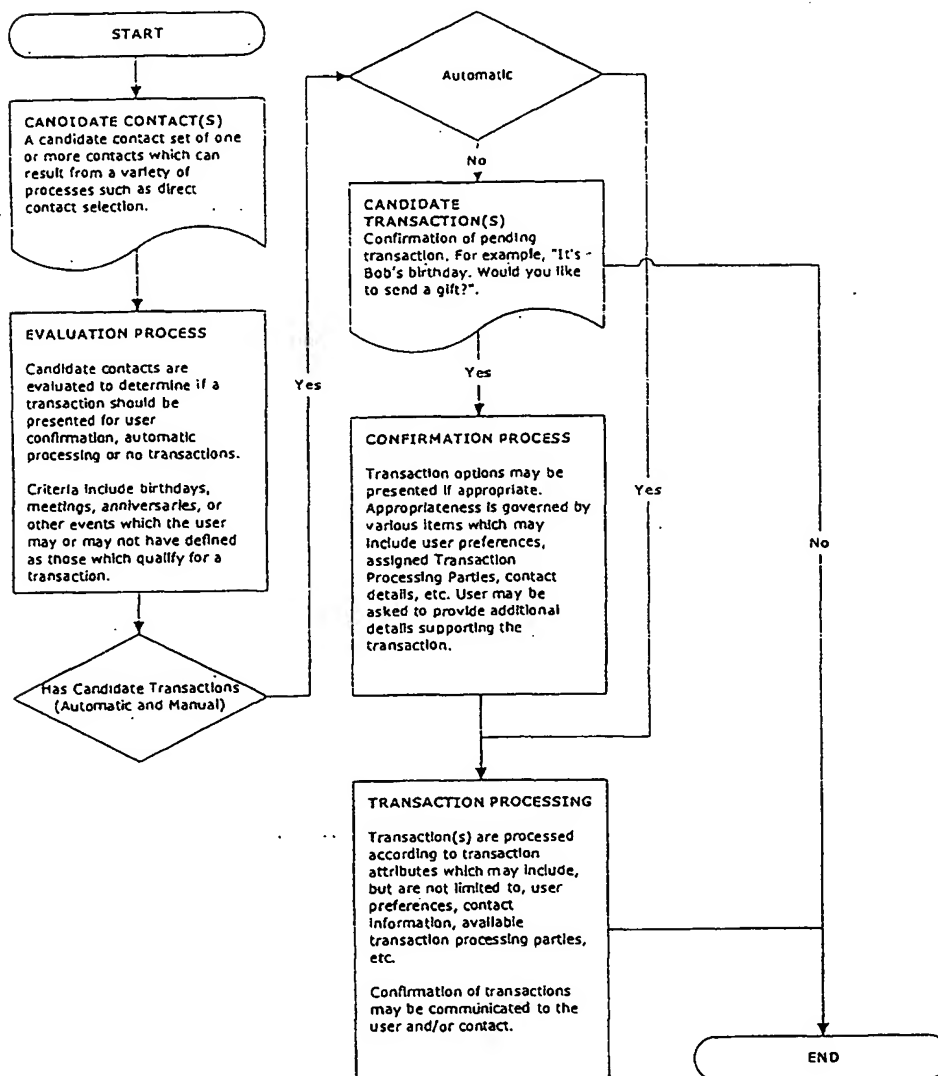 START
CANDIDATE CONTACT(S)
A candidate contact set of one
or more contacts which can
result from a variety of
processes such as direct
contact selection.
EVALUATION PROCESS
Candidate contacts are
evaluated to determine if a
transaction should be
presented for user
confirmation, automatic
processing or no transactions.
Criteria include birthdays,
meetings, anniversaries, or
other events which the user
may or may not have defined
as those which qualify for a
transaction.
Has Candidate Transactions
(Automatic and Manual)
Yes
Automatic
No
CANDIDATE
TRANSACTION(S)
Confirmation of pending
transaction. For example, "It's
Bob's birthday. Would you like
to send a gift?".
Yes
CONFIRMATION PROCESS
Transaction options may be
presented if appropriate.
Appropriateness is governed by
various items which may
include user preferences,
assigned Transaction
Processing Parties, contact
details, etc. User may be
asked to provide additional
details supporting the
transaction.
Yes
No
TRANSACTION PROCESSING
Transaction(s) are processed
according to transaction
attributes which may include,
but are not limited to, user
preferences, contact
information, available
transaction processing parties,
etc.
Confirmation of transactions
may be communicated to the
user and/or contact.
END